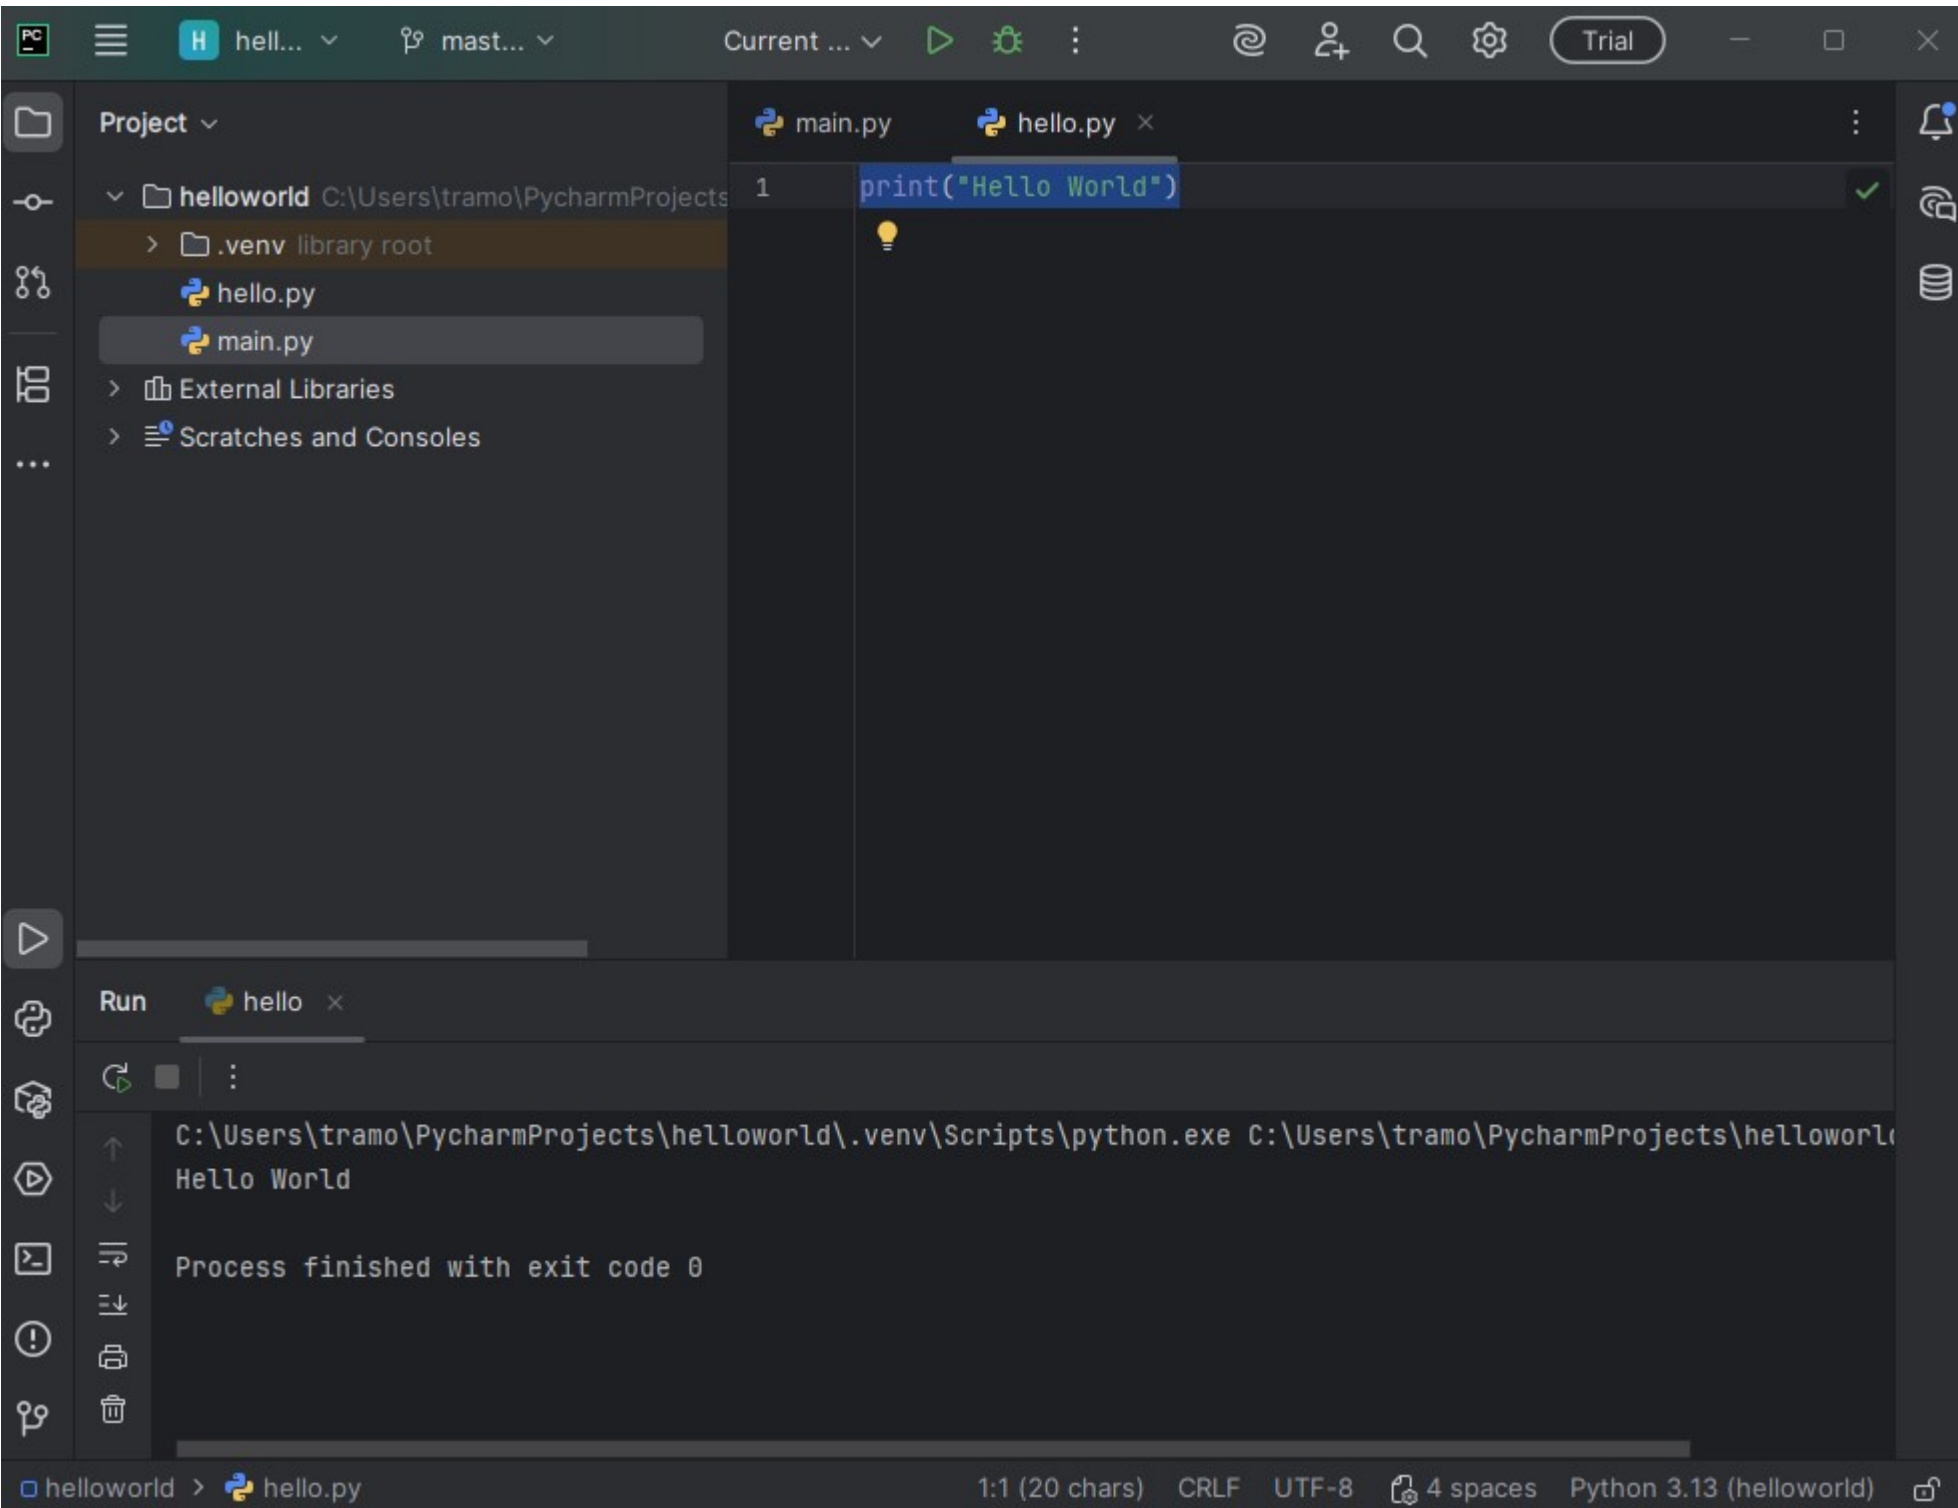 PC H hell... mast... Current ... Trial
Project
helloworld C:\Users\tramo\PycharmProjects
.venv library root
hello.py
main.py
External Libraries
Scratches and Consoles
main.py hello.py
1 print("Hello World")
Run hello
C:\Users\tramo\PycharmProjects\helloworld\.venv\Scripts\python.exe C:\Users\tramo\PycharmProjects\helloworl
Hello World
Process finished with exit code 0
helloworld > hello.py 1:1 (20 chars) CRLF UTF-8 4 spaces Python 3.13 (helloworld)